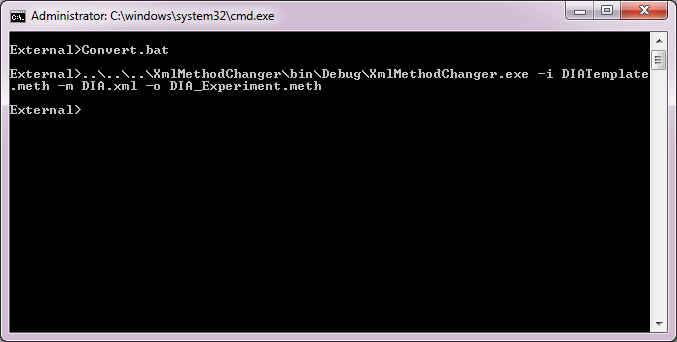 Administrator: C:\windows\system32\cmd.exe
External>Convert.bat
External>..\..\..\XmlMethodChanger\bin\Debug\XmlMethodChanger.exe -i DIATemplate
.meth -m DIA.xml -o DIA_Experiment.meth
External>